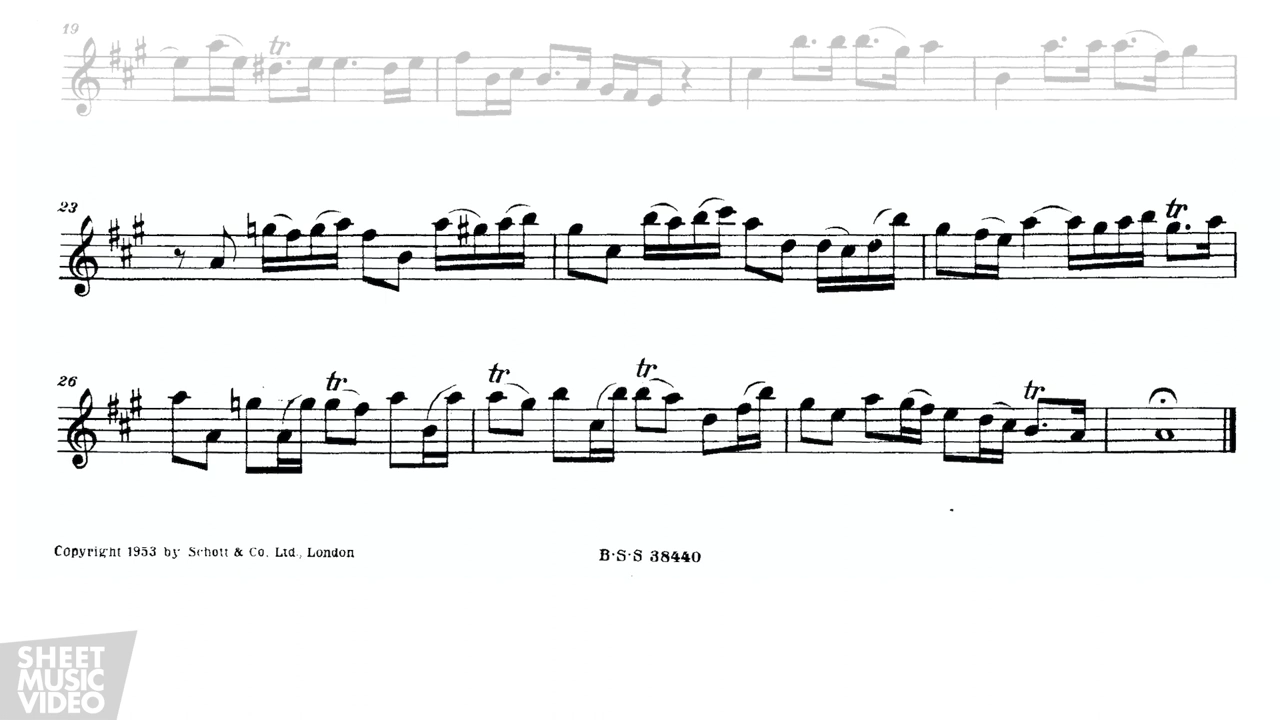 19
tr
23
tr
26
tr
tr
tr
tr
Copyright 1953 by Schott & Co. Ltd., London
B·S·S 38440
SHEET
MUSIC
VIDEO